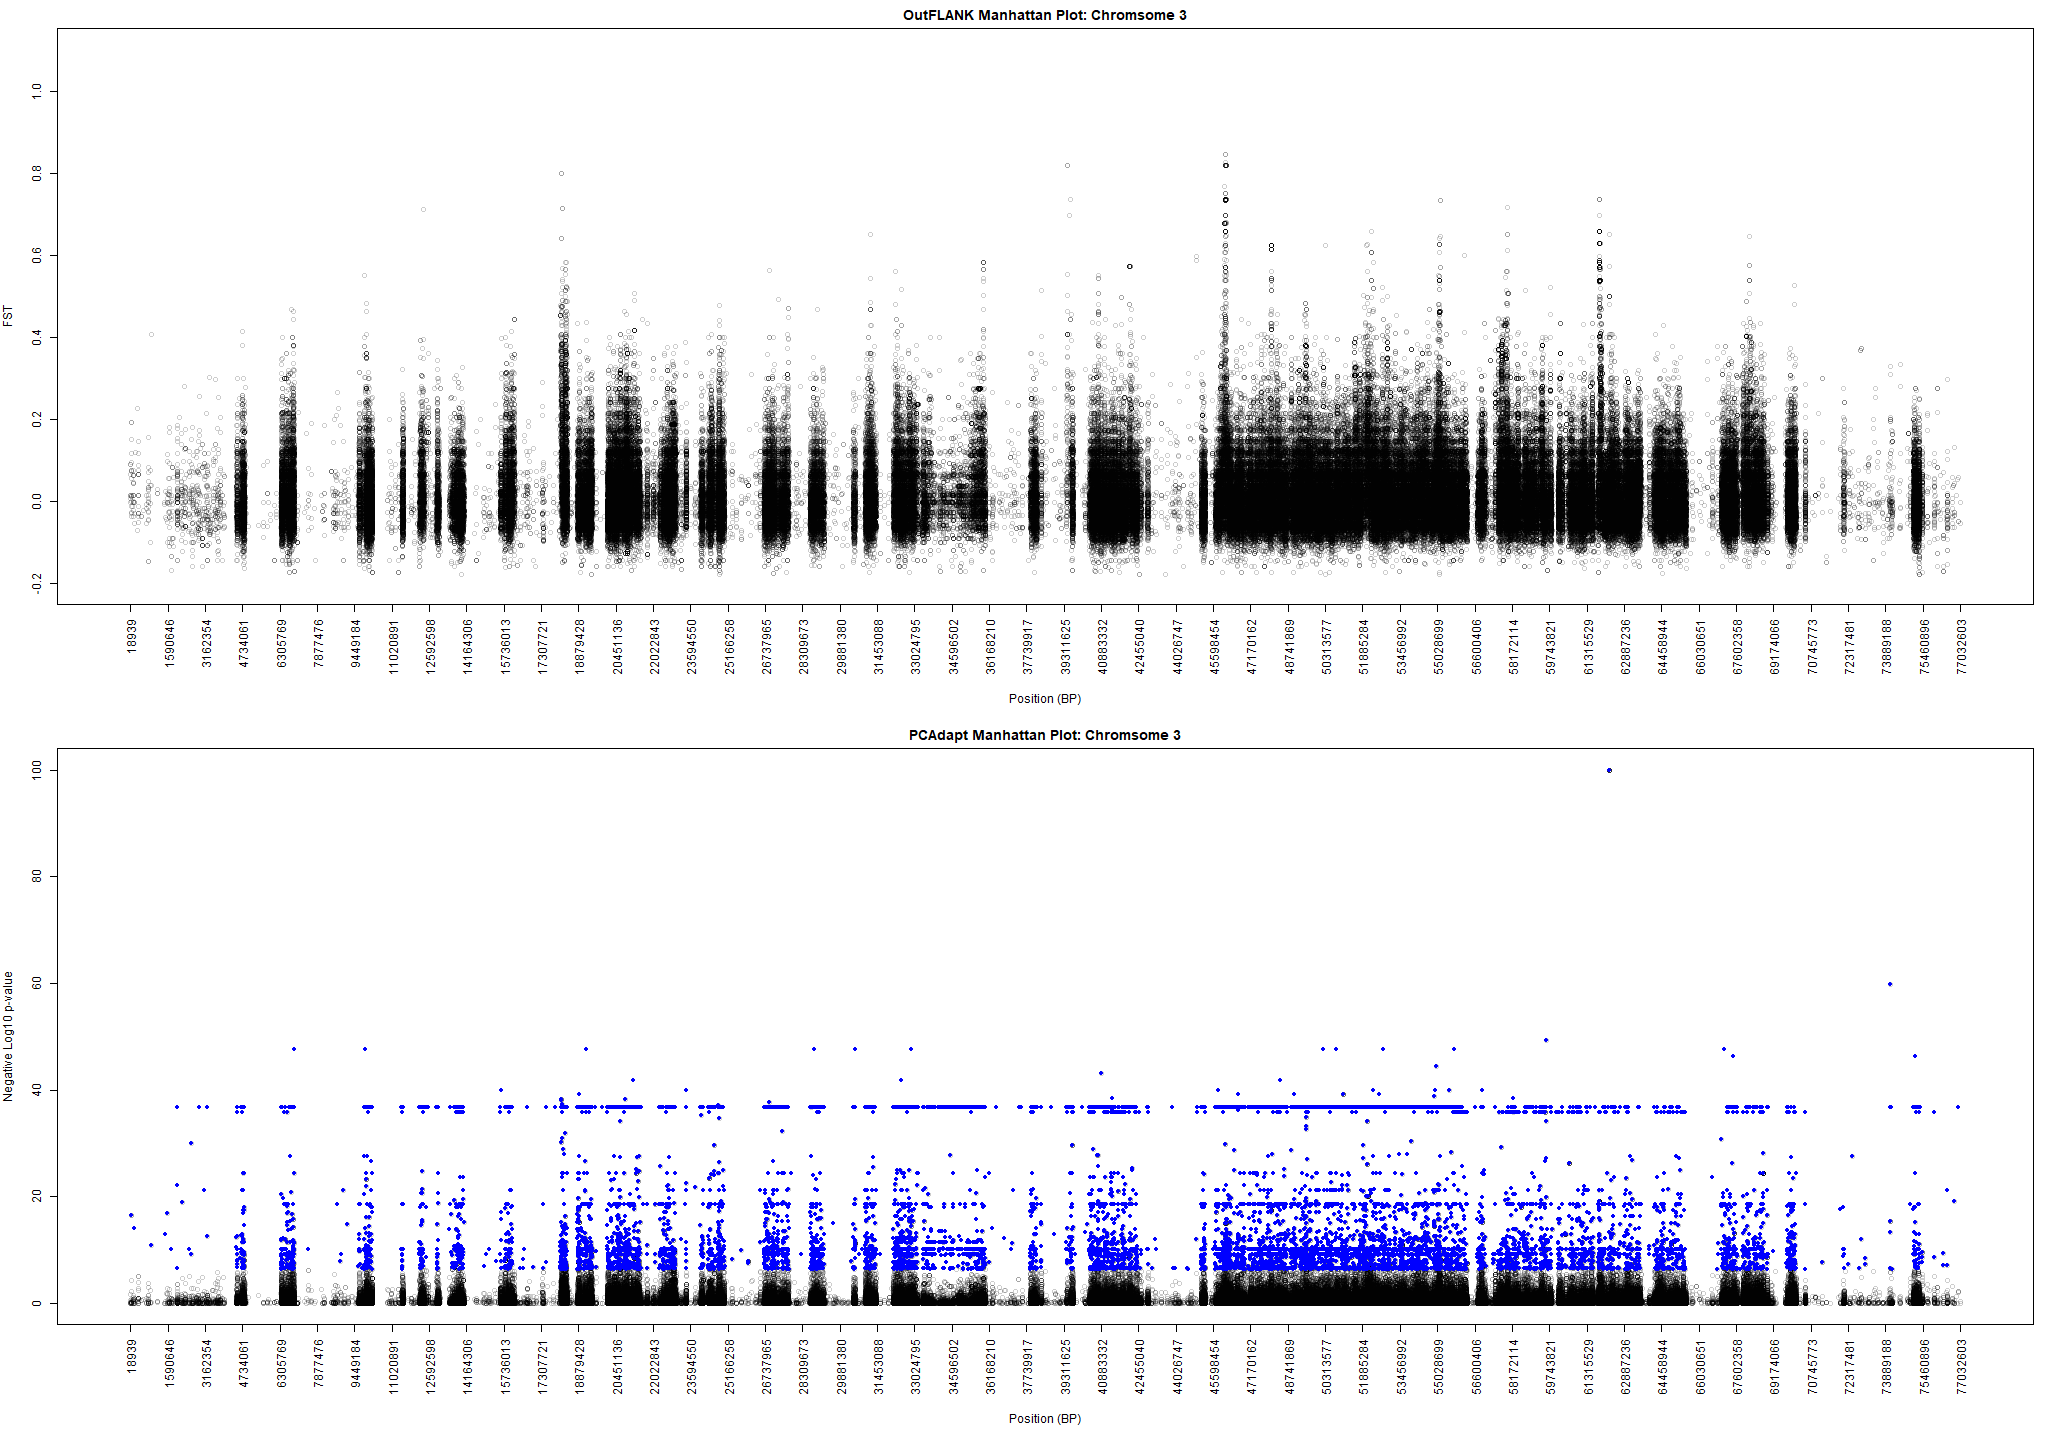 OutFLANK Manhattan Plot: Chromsome 3
FST
1.0
0.8
0.6
0.4
0.2
0.0
-0.2
18939 1590646 3162354 4734061 6305769 7877476 9449184 11020891 12592598 14164306 15736013 17307721 18879428 20451136 22022843 23594550 25166258 26737965 28309673 29881380 31453088 33024795 34596502 36168210 37739917 39311625 40883332 42455040 44026747 45598454 47170162 48741869 50313577 51885284 53456992 55028699 56600406 58172114 59743821 61315529 62887236 64458944 66030651 67602358 69174066 70745773 72317481 73889188 75460896 77032603
Position (BP)
PCAdapt Manhattan Plot: Chromsome 3
Negative Log10 p-value
100
80
60
40
20
0
18939 1590646 3162354 4734061 6305769 7877476 9449184 11020891 12592598 14164306 15736013 17307721 18879428 20451136 22022843 23594550 25166258 26737965 28309673 29881380 31453088 33024795 34596502 36168210 37739917 39311625 40883332 42455040 44026747 45598454 47170162 48741869 50313577 51885284 53456992 55028699 56600406 58172114 59743821 61315529 62887236 64458944 66030651 67602358 69174066 70745773 72317481 73889188 75460896 77032603
Position (BP)